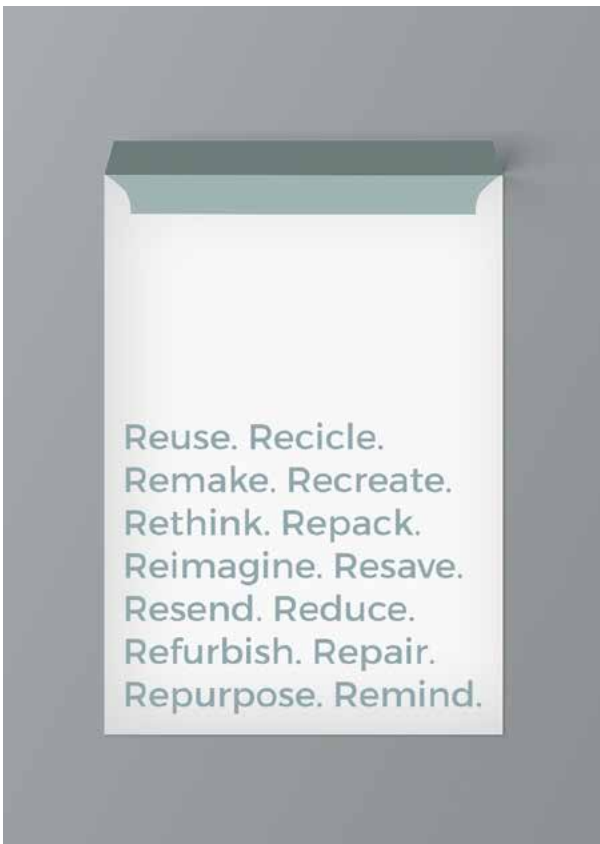 Reuse. Recicle.
Remake. Recreate.
Rethink. Repack.
Reimagine. Resave.
Resend. Reduce.
Refurbish. Repair.
Repurpose. Remind.